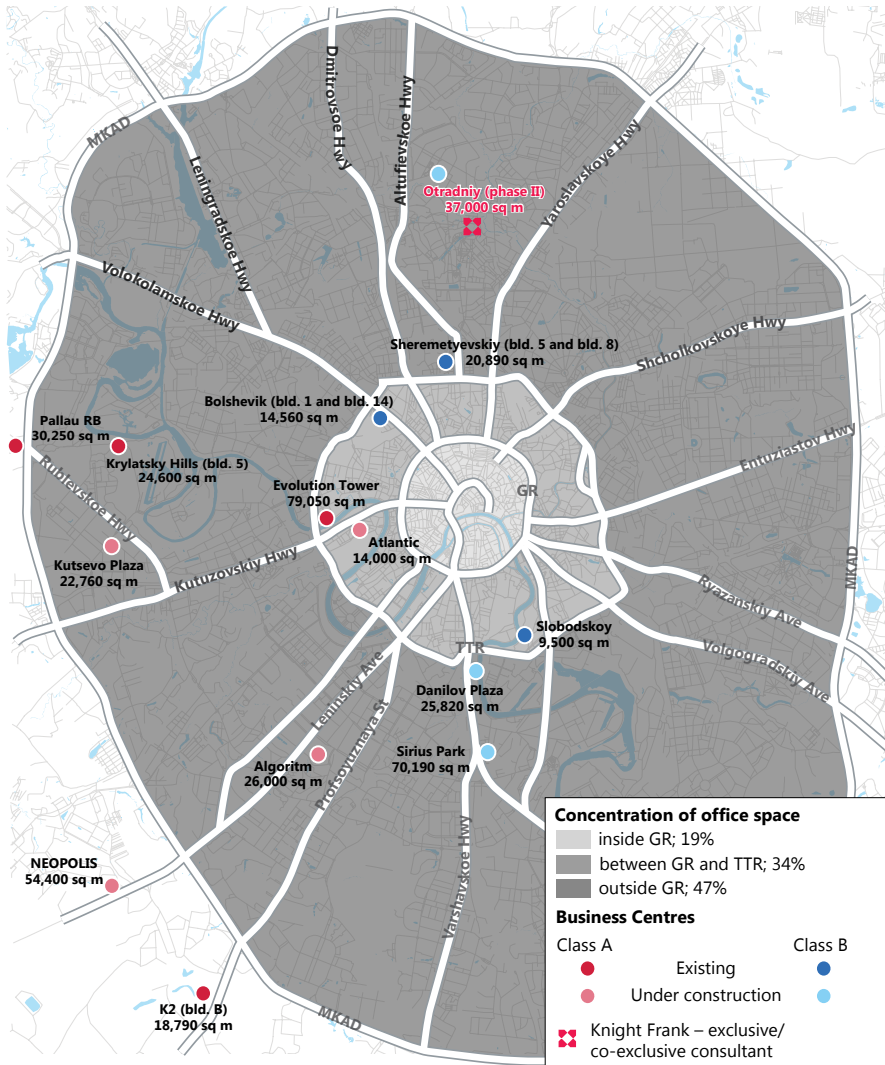 MKAD
Leningradskoe Hwy
Dmitrovsoe Hwy
Altufievskoe Hwy
Yaroslavskoye Hwy
Otradniy (phase II)
37,000 sq m
Volokolamskoe Hwy
Sheremetyevskiy (bld. 5 and bld. 8)
20,890 sq m
Shcholkovskoye Hwy
Bolshevik (bld. 1 and bld. 14)
14,560 sq m
Pallau RB
30,250 sq m
Krylatsky Hills (bld. 5)
24,600 sq m
Rublevskoe Hwy
Entuziastov Hwy
Evolution Tower
79,050 sq m
GR
Atlantic
14,000 sq m
Kutsevo Plaza
22,760 sq m
Kutuzovskiy Hwy
MKAD
Ryazanskiy Ave
Slobodskoy
9,500 sq m
TTR
Volgogradskiy Ave
Danilov Plaza
25,820 sq m
Leninskiy Ave
Profsoyuznaya St
Sirius Park
70,190 sq m
Algoritm
26,000 sq m
Varshavskoe Hwy
NEOPOLIS
54,400 sq m
K2 (bld. B)
18,790 sq m
MKAD
Concentration of office space
inside GR; 19%
between GR and TTR; 34%
outside GR; 47%
Business Centres
Class A Class B
Existing
Under construction
Knight Frank – exclusive/
co-exclusive consultant